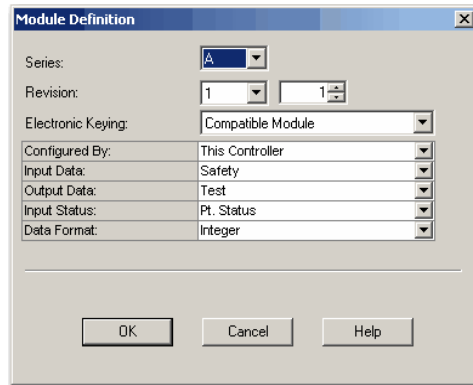 Module Definition
Series: A
Revision: 1 1
Electronic Keying: Compatible Module
Configured By: This Controller
Input Data: Safety
Output Data: Test
Input Status: Pt. Status
Data Format: Integer
OK Cancel Help